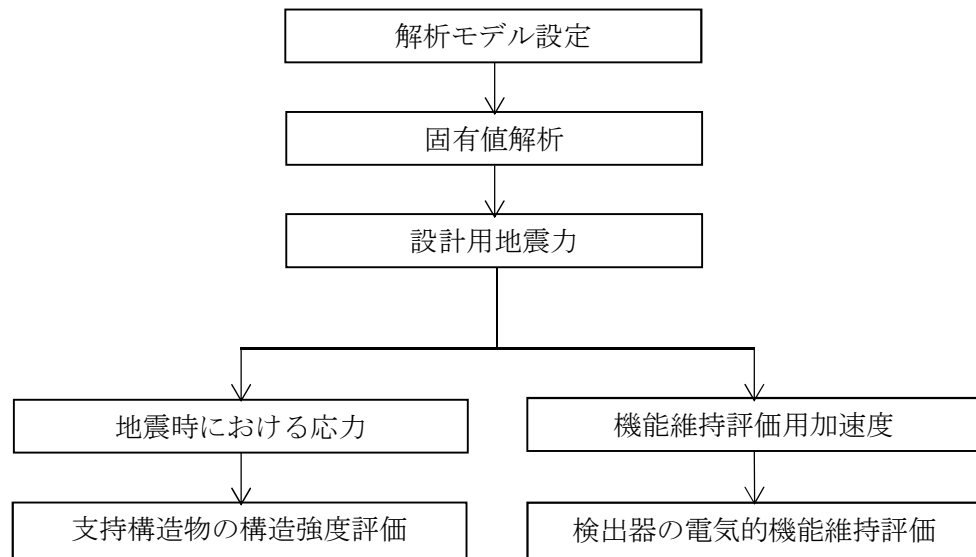 解析モデル設定
固有値解析
設計用地震力
地震時における応力
機能維持評価用加速度
支持構造物の構造強度評価
検出器の電気的機能維持評価